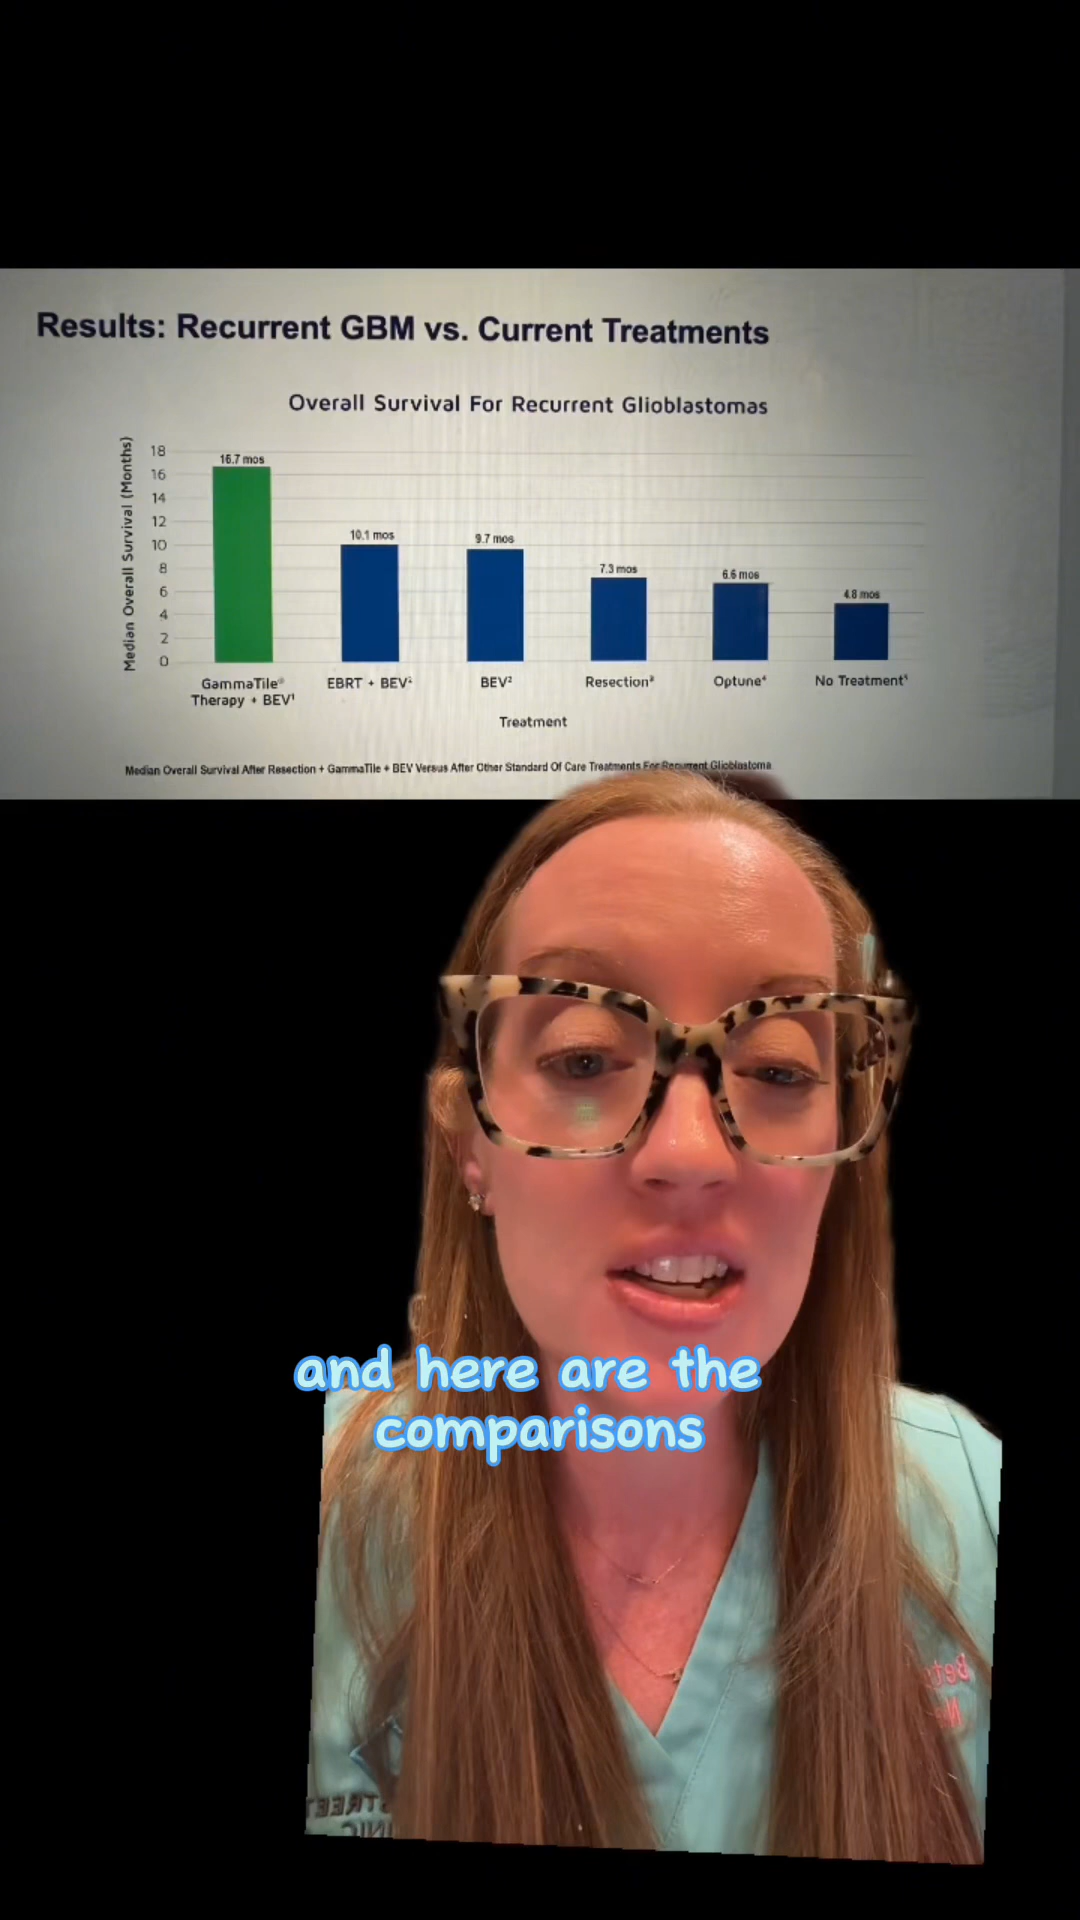 Results: Recurrent GBM vs. Current Treatments
Overall Survival For Recurrent Glioblastomas
Median Overall Survival (Months)
18
16
14
12
10
8
6
4
2
0
16.7 mos
10.1 mos
9.7 mos
7.3 mos
6.6 mos
4.8 mos
GammaTile®
Therapy + BEV¹
EBRT + BEV²
BEV²
Resection³
Optune⁴
No Treatment⁵
Treatment
Median Overall Survival After Resection + GammaTile + BEV Versus After Other Standard Of Care Treatments For Recurrent Glioblastoma
and here are the
comparisons